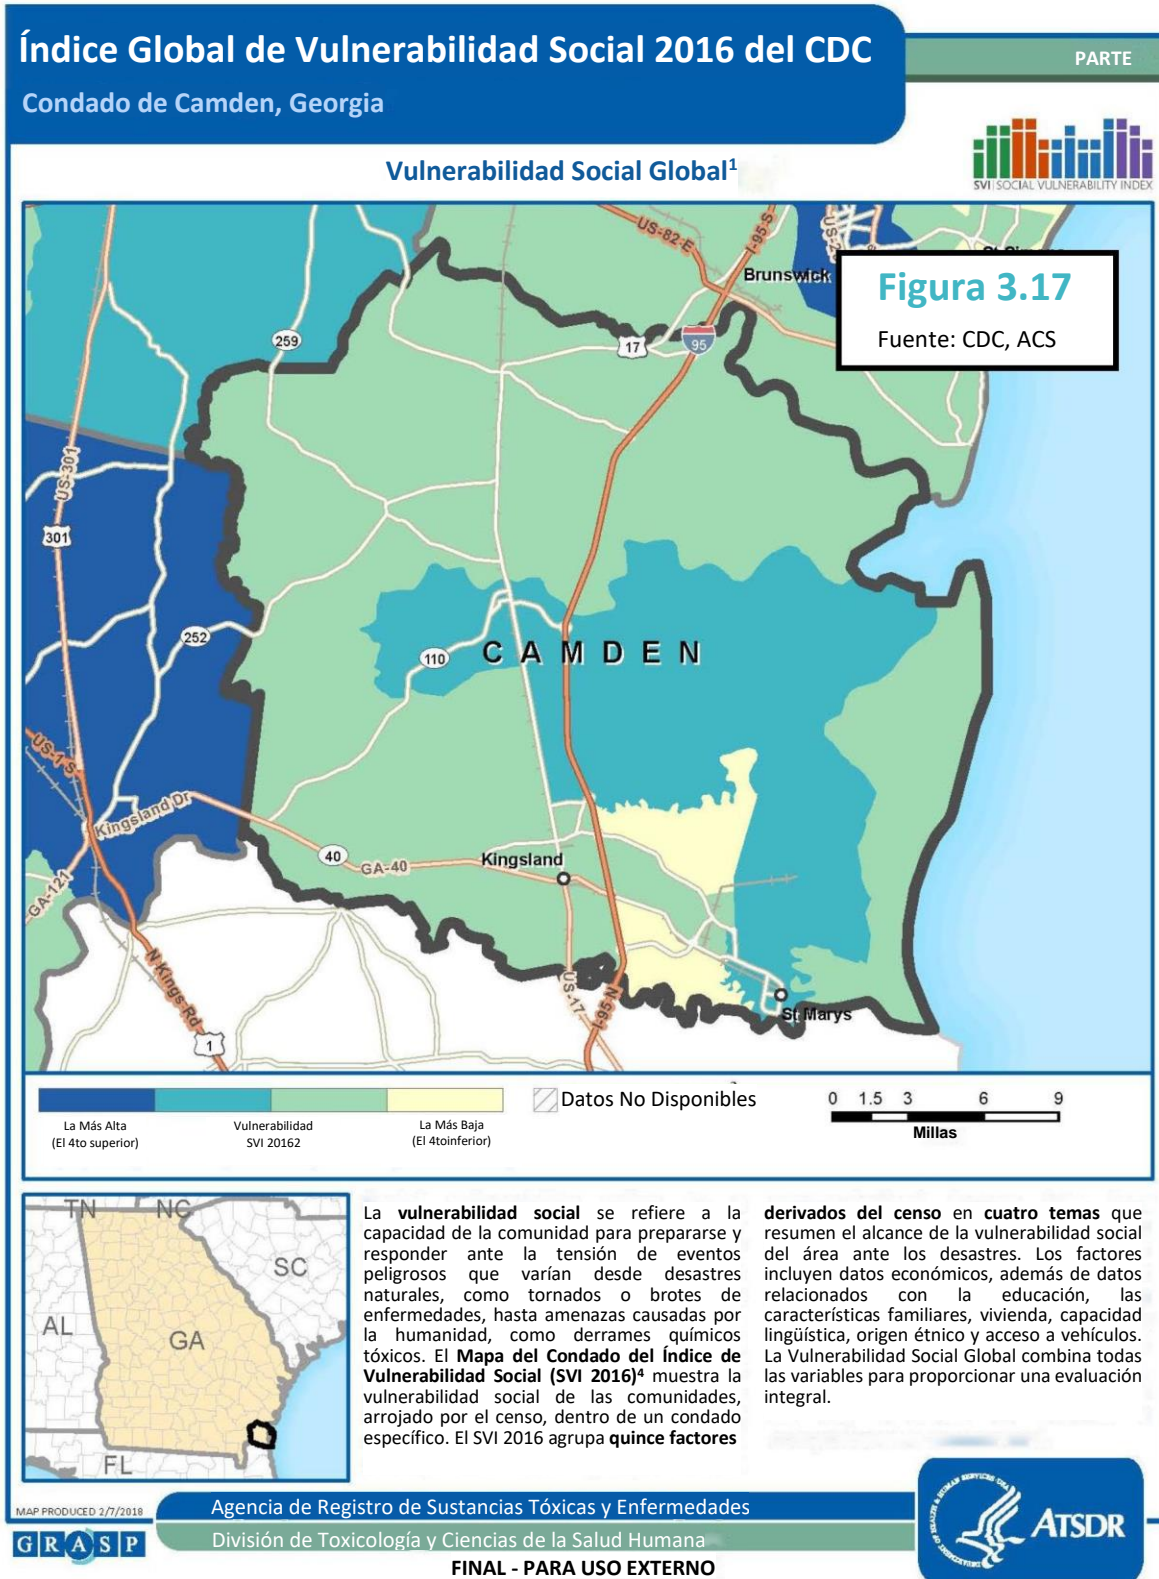 Índice Global de Vulnerabilidad Social 2016 del CDC
PARTE
Condado de Camden, Georgia
SVI SOCIAL VULNERABILITY INDEX
Vulnerabilidad Social Global1
US-82-E
I-95-S
Brunswick
Figura 3.17
Fuente: CDC, ACS
259
17
95
US-301
301
252
110
CAMDEN
US-1 S
Kingsland Dr
40
GA-40
Kingsland
GA-121
N Kings Rd
US-17
I-95-N
St Marys
1
La Más Alta
(El 4to superior)
Vulnerabilidad
SVI 20162
La Más Baja
(El 4toinferior)
Datos No Disponibles
0 1.5 3 6 9
Millas
TN NC
SC
AL
GA
FL
La vulnerabilidad social se refiere a la
capacidad de la comunidad para prepararse y
responder ante la tensión de eventos
peligrosos que varían desde desastres
naturales, como tornados o brotes de
enfermedades, hasta amenazas causadas por
la humanidad, como derrames químicos
tóxicos. El Mapa del Condado del Índice de
Vulnerabilidad Social (SVI 2016)4 muestra la
vulnerabilidad social de las comunidades,
arrojado por el censo, dentro de un condado
específico. El SVI 2016 agrupa quince factores
derivados del censo en cuatro temas que
resumen el alcance de la vulnerabilidad social
del área ante los desastres. Los factores
incluyen datos económicos, además de datos
relacionados con la educación, las
características familiares, vivienda, capacidad
lingüística, origen étnico y acceso a vehículos.
La Vulnerabilidad Social Global combina todas
las variables para proporcionar una evaluación
integral.
MAP PRODUCED 2/7/2018
GRASP
Agencia de Registro de Sustancias Tóxicas y Enfermedades
División de Toxicología y Ciencias de la Salud Humana
FINAL - PARA USO EXTERNO
DEPARTMENT OF HEALTH & HUMAN SERVICES USA
ATSDR